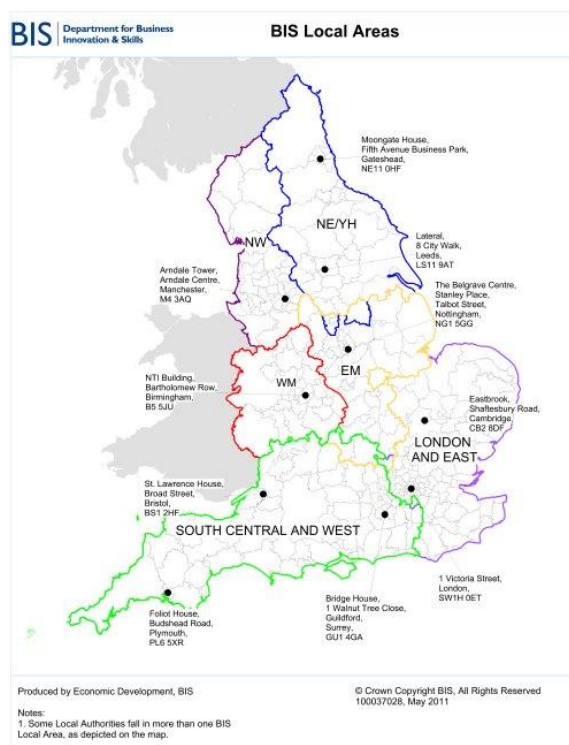 BIS
Department for Business
Innovation & Skills
BIS Local Areas
Moongate House,
Fifth Avenue Business Park,
Gateshead,
NE11 0HF
NE/YH
NW
Lateral,
8 City Walk,
Leeds,
LS11 9AT
Arndale Tower,
Arndale Centre,
Manchester,
M4 3AQ
The Belgrave Centre,
Stanley Place,
Talbot Street,
Nottingham,
NG1 5GG
EM
NTI Building,
Bartholomew Row,
Birmingham,
B5 5JU
WM
Eastbrook,
Shaftesbury Road,
Cambridge,
CB2 8DF
LONDON
AND EAST
St. Lawrence House,
Broad Street,
Bristol,
BS1 2HF
SOUTH CENTRAL AND WEST
1 Victoria Street,
London,
SW1H 0ET
Bridge House,
1 Walnut Tree Close,
Guildford,
Surrey,
GU1 4GA
Foliot House,
Budshead Road,
Plymouth,
PL6 5XR
Produced by Economic Development, BIS
© Crown Copyright BIS, All Rights Reserved
100037028, May 2011
Notes:
1. Some Local Authorities fall in more than one BIS
Local Area, as depicted on the map.